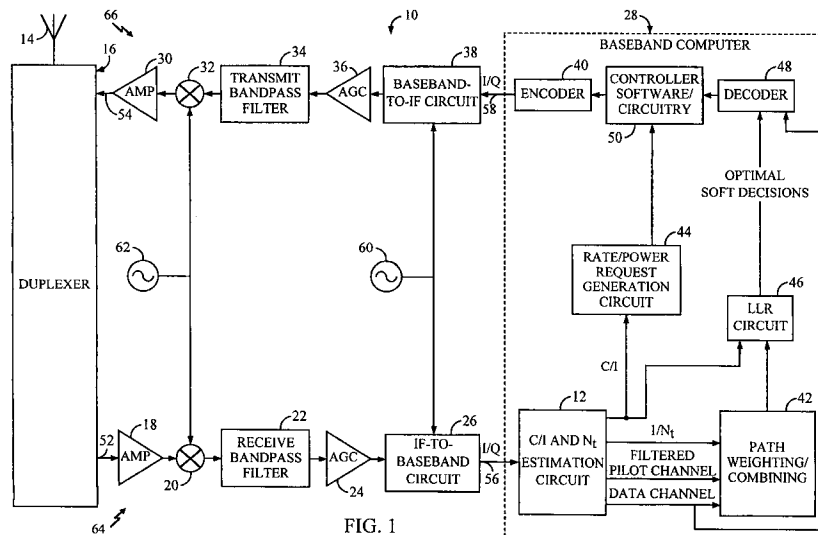 66
10
28
BASEBAND COMPUTER
14
16
30
AMP
54
32
34
TRANSMIT
BANDPASS
FILTER
36
AGC
38
BASEBAND-
TO-IF CIRCUIT
I/Q
58
40
ENCODER
CONTROLLER
SOFTWARE/
CIRCUITRY
50
48
DECODER
OPTIMAL
SOFT DECISIONS
62
60
44
RATE/POWER
REQUEST
GENERATION
CIRCUIT
DUPLEXER
46
LLR
CIRCUIT
C/I
52
18
AMP
20
22
RECEIVE
BANDPASS
FILTER
AGC
24
26
IF-TO-
BASEBAND
CIRCUIT
I/Q
56
12
C/I AND Nt
ESTIMATION
CIRCUIT
1/Nt
FILTERED
PILOT CHANNEL
DATA CHANNEL
42
PATH
WEIGHTING/
COMBINING
64
FIG. 1